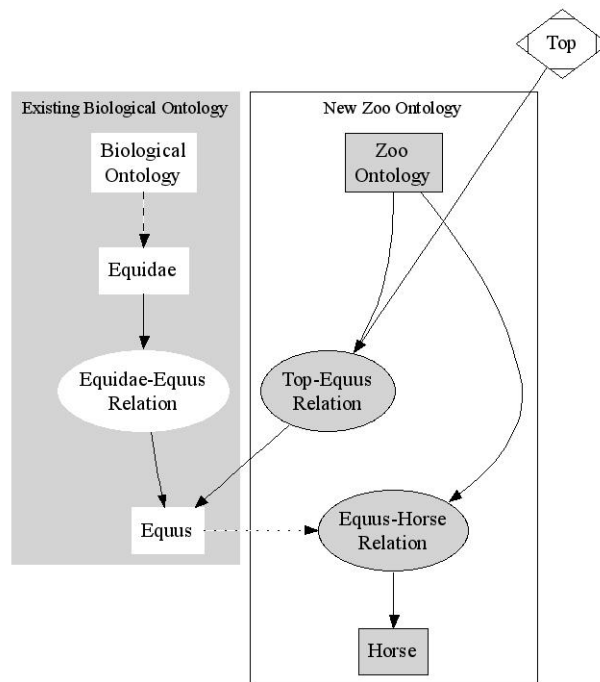 Top
Existing Biological Ontology
New Zoo Ontology
Biological
Ontology
Zoo
Ontology
Equidae
Equidae-Equus
Relation
Top-Equus
Relation
Equus
Equus-Horse
Relation
Horse